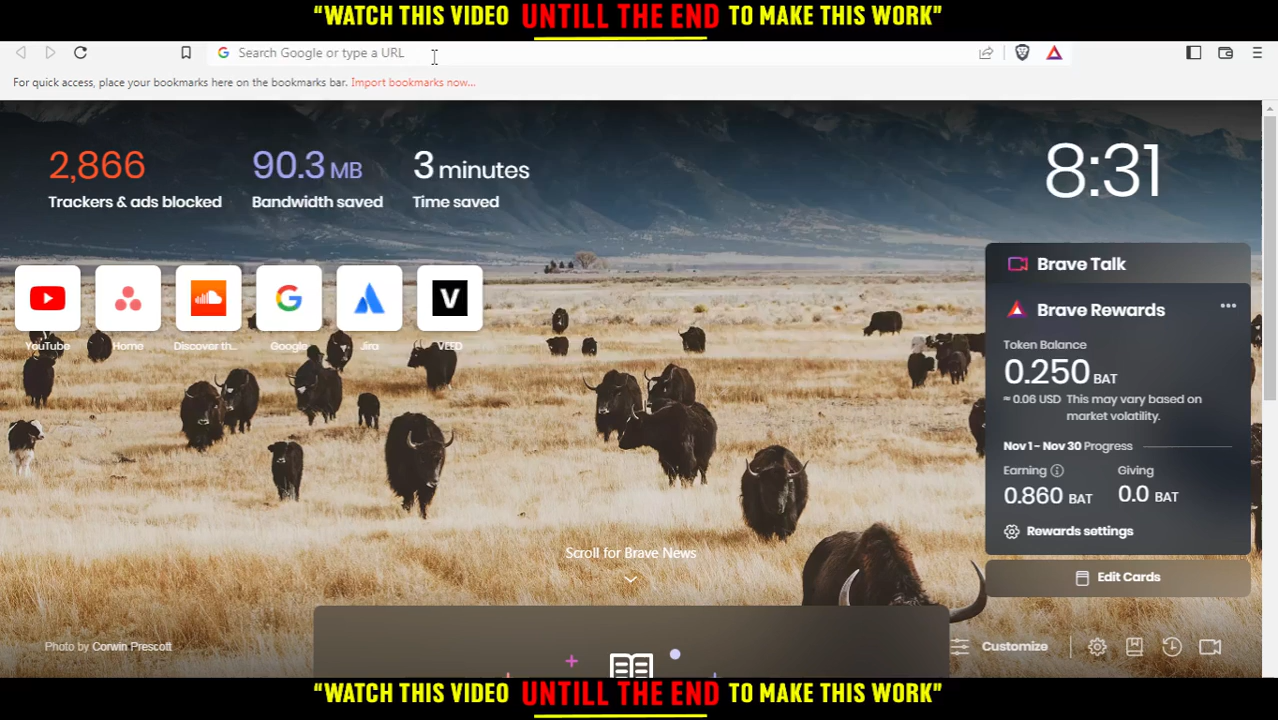 “WATCH THIS VIDEO UNTILL THE END TO MAKE THIS WORK”
Search Google or type a URL
For quick access, place your bookmarks here on the bookmarks bar. Import bookmarks now...
2,866
Trackers & ads blocked
90.3 MB
Bandwidth saved
3 minutes
Time saved
8:31
YouTube
Home
Discover th...
Google
Jira
V
VEED
Brave Talk
Brave Rewards
Token Balance
0.250 BAT
≈ 0.06 USD This may vary based on
market volatility.
Nov 1 - Nov 30 Progress
Earning
0.860 BAT
Giving
0.0 BAT
Rewards settings
Edit Cards
Scroll for Brave News
Photo by Corwin Prescott
Customize
“WATCH THIS VIDEO UNTILL THE END TO MAKE THIS WORK”